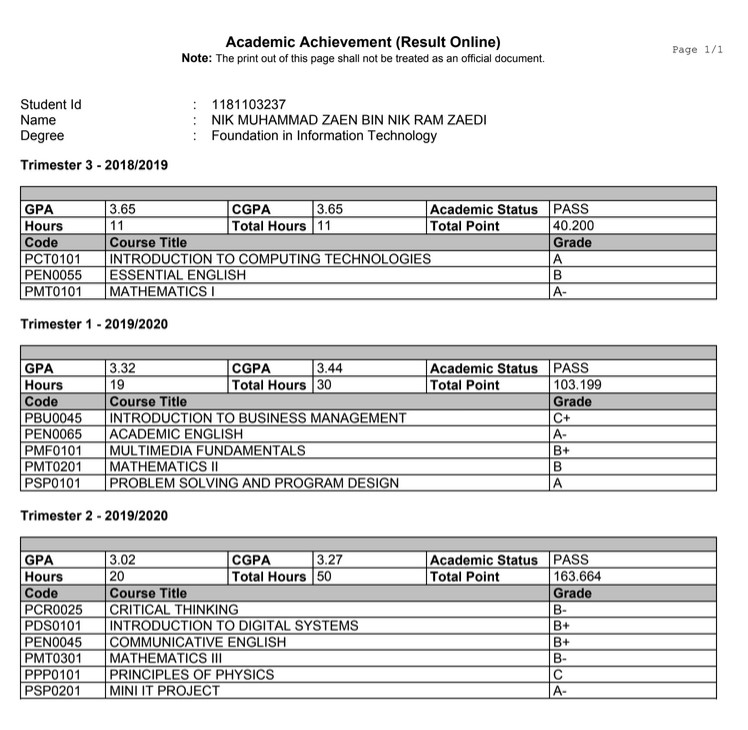 Academic Achievement (Result Online)
Page 1/1
Note: The print out of this page shall not be treated as an official document.
Student Id : 1181103237
Name : NIK MUHAMMAD ZAEN BIN NIK RAM ZAEDI
Degree : Foundation in Information Technology
Trimester 3 - 2018/2019
GPA 3.65 CGPA 3.65 Academic Status PASS
Hours 11 Total Hours 11 Total Point 40.200
Code Course Title Grade
PCT0101 INTRODUCTION TO COMPUTING TECHNOLOGIES A
PEN0055 ESSENTIAL ENGLISH B
PMT0101 MATHEMATICS I A-
Trimester 1 - 2019/2020
GPA 3.32 CGPA 3.44 Academic Status PASS
Hours 19 Total Hours 30 Total Point 103.199
Code Course Title Grade
PBU0045 INTRODUCTION TO BUSINESS MANAGEMENT C+
PEN0065 ACADEMIC ENGLISH A-
PMF0101 MULTIMEDIA FUNDAMENTALS B+
PMT0201 MATHEMATICS II B
PSP0101 PROBLEM SOLVING AND PROGRAM DESIGN A
Trimester 2 - 2019/2020
GPA 3.02 CGPA 3.27 Academic Status PASS
Hours 20 Total Hours 50 Total Point 163.664
Code Course Title Grade
PCR0025 CRITICAL THINKING B-
PDS0101 INTRODUCTION TO DIGITAL SYSTEMS B+
PEN0045 COMMUNICATIVE ENGLISH B+
PMT0301 MATHEMATICS III B-
PPP0101 PRINCIPLES OF PHYSICS C
PSP0201 MINI IT PROJECT A-